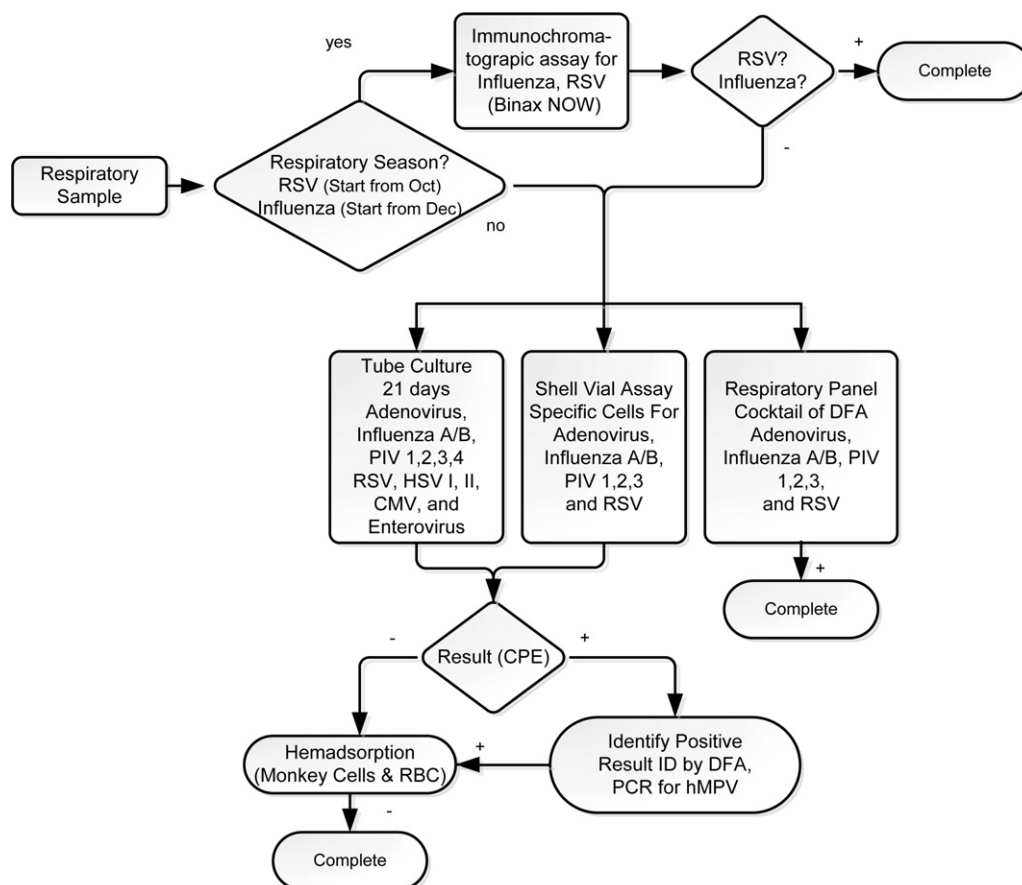 yes
Immunochroma-
tograpic assay for
Influenza, RSV
(Binax NOW)
RSV?
Influenza?
+
Complete
-
Respiratory
Sample
Respiratory Season?
RSV (Start from Oct)
Influenza (Start from Dec)
no
Tube Culture
21 days
Adenovirus,
Influenza A/B,
PIV 1,2,3,4
RSV, HSV I, II,
CMV, and
Enterovirus
Shell Vial Assay
Specific Cells For
Adenovirus,
Influenza A/B,
PIV 1,2,3
and RSV
Respiratory Panel
Cocktail of DFA
Adenovirus,
Influenza A/B, PIV
1,2,3,
and RSV
+
Complete
-
Result (CPE)
+
Hemadsorption
(Monkey Cells & RBC)
+
Identify Positive
Result ID by DFA,
PCR for hMPV
-
Complete